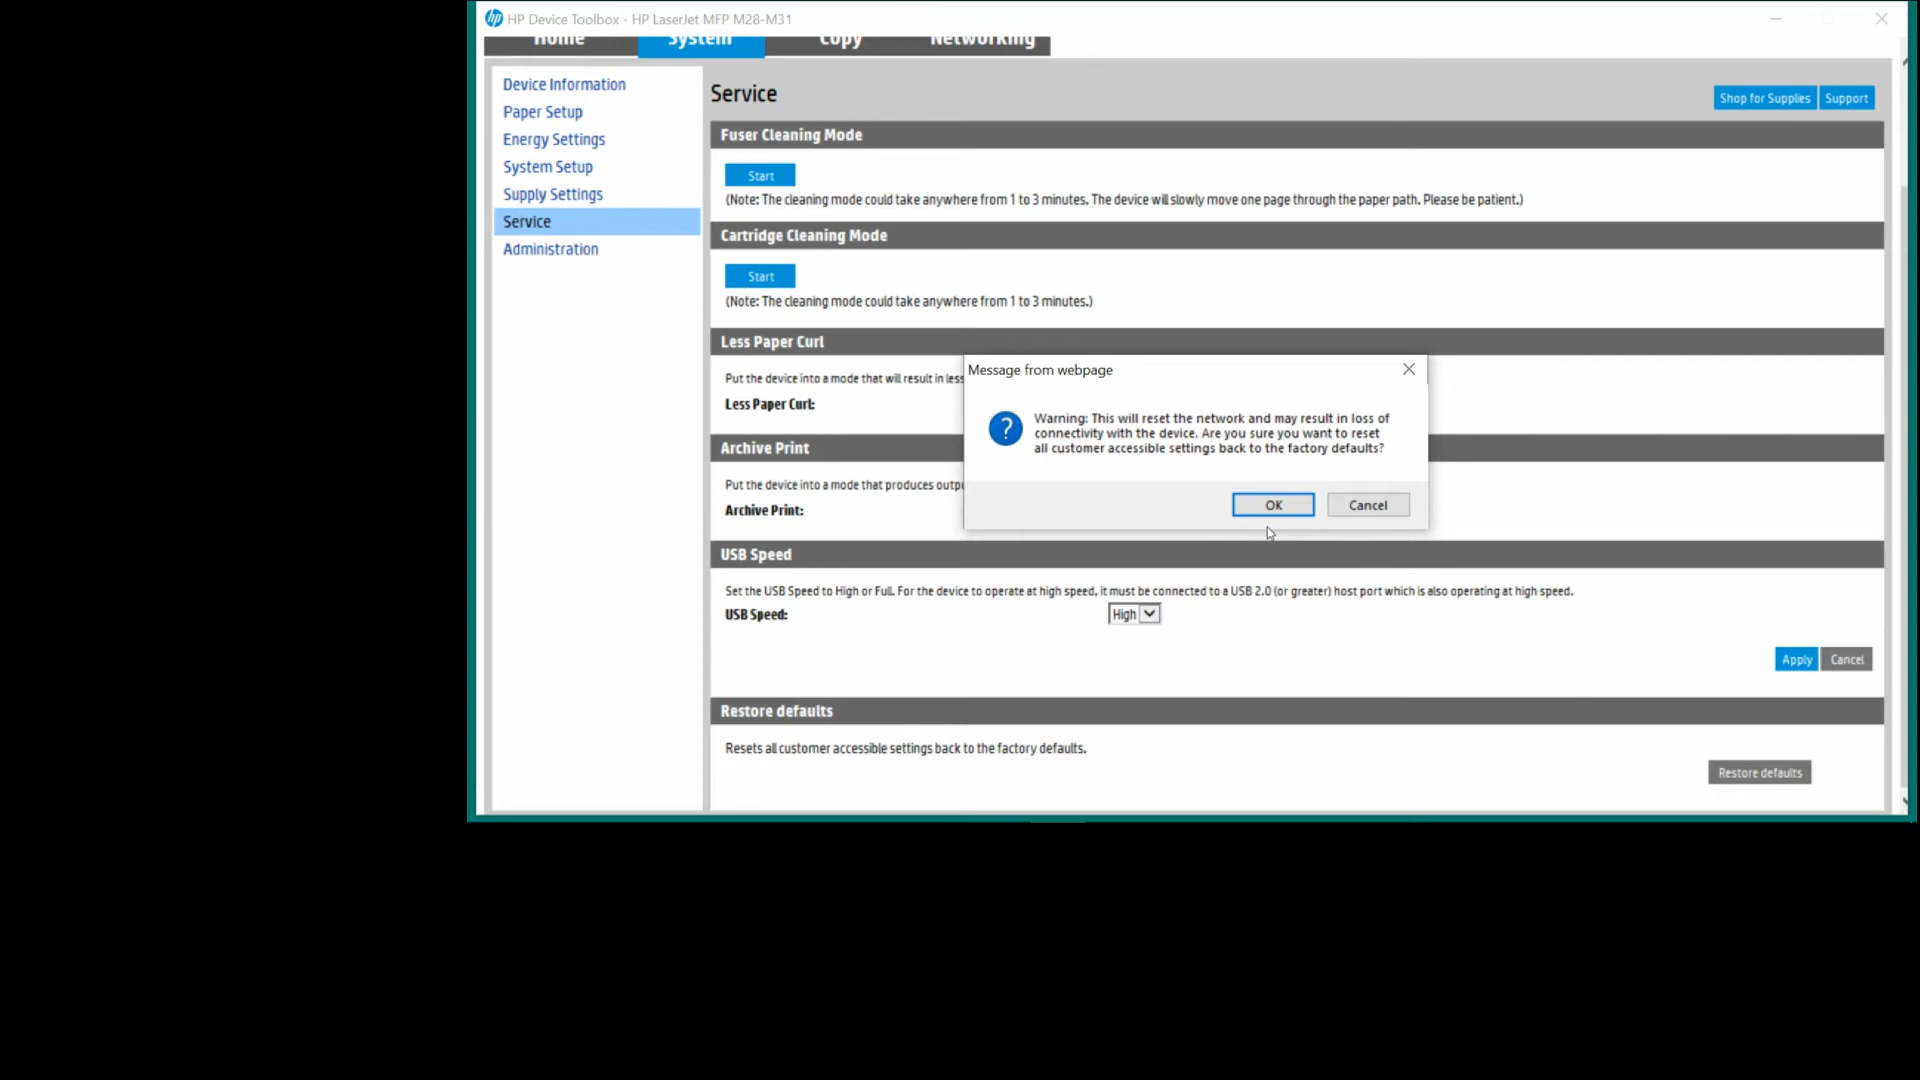 HP Device Toolbox - HP LaserJet MFP M28-M31
Home System Copy Networking
Device Information
Paper Setup
Energy Settings
System Setup
Supply Settings
Service
Administration
Service
Shop for Supplies Support
Fuser Cleaning Mode
Start
(Note: The cleaning mode could take anywhere from 1 to 3 minutes. The device will slowly move one page through the paper path. Please be patient.)
Cartridge Cleaning Mode
Start
(Note: The cleaning mode could take anywhere from 1 to 3 minutes.)
Less Paper Curl
Put the device into a mode that will result in less
Less Paper Curl:
Archive Print
Put the device into a mode that produces outpu
Archive Print:
Message from webpage
Warning: This will reset the network and may result in loss of
connectivity with the device. Are you sure you want to reset
all customer accessible settings back to the factory defaults?
OK Cancel
USB Speed
Set the USB Speed to High or Full. For the device to operate at high speed, it must be connected to a USB 2.0 (or greater) host port which is also operating at high speed.
USB Speed: High
Apply Cancel
Restore defaults
Resets all customer accessible settings back to the factory defaults.
Restore defaults